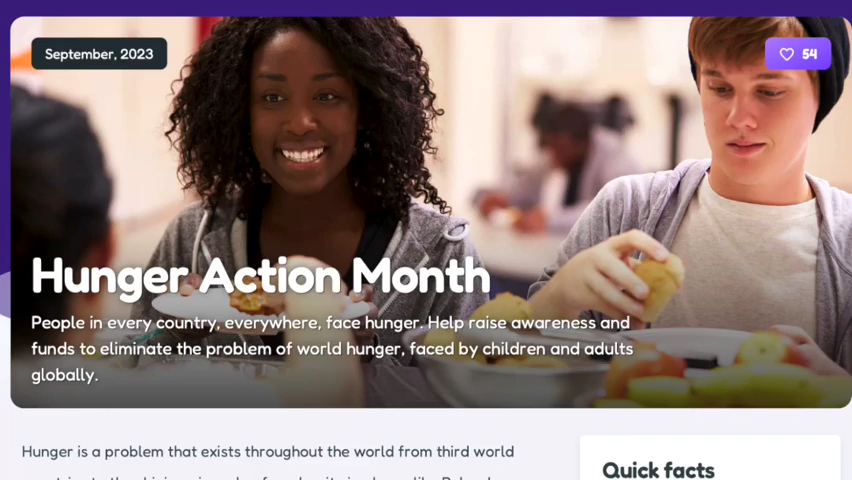 September, 2023
54
Hunger Action Month
People in every country, everywhere, face hunger. Help raise awareness and
funds to eliminate the problem of world hunger, faced by children and adults
globally.
Hunger is a problem that exists throughout the world from third world
Quick facts